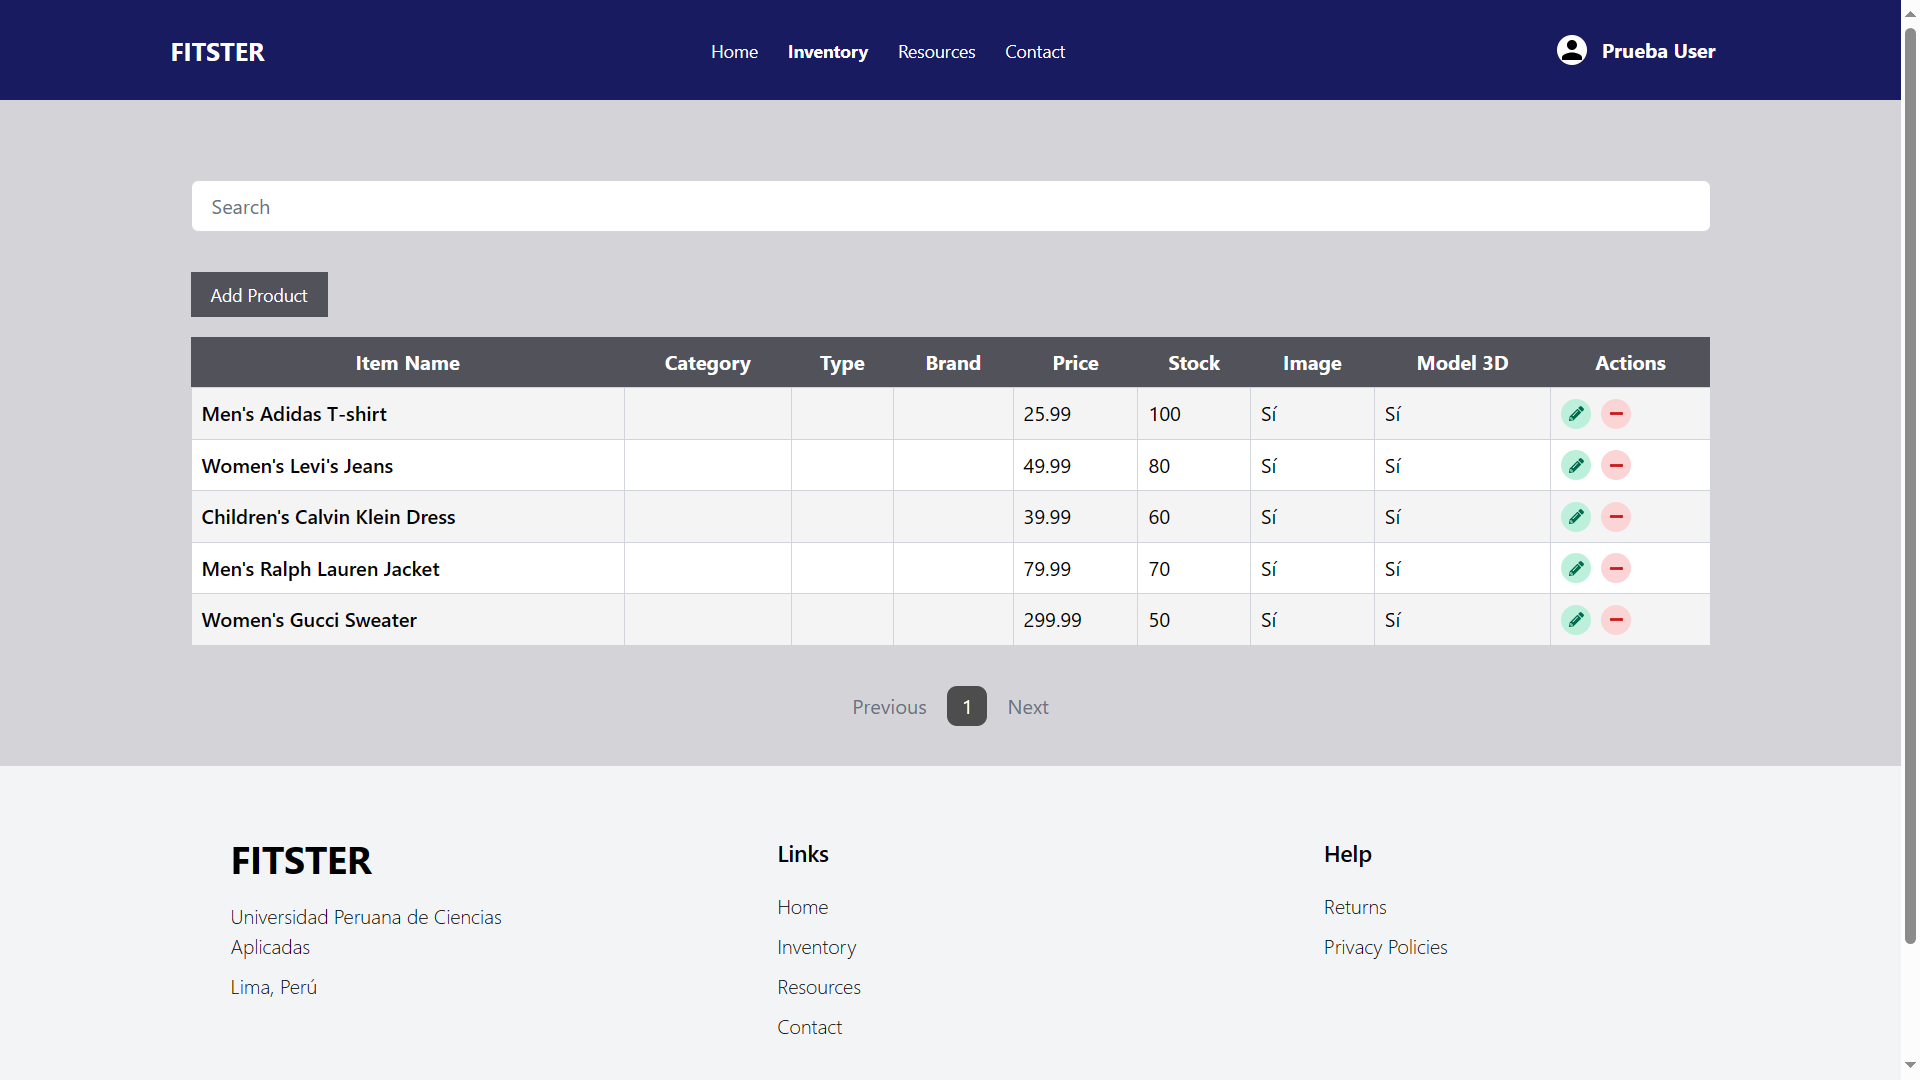 FITSTER
Home Inventory Resources Contact
Prueba User
Search
Add Product
Item Name Category Type Brand Price Stock Image Model 3D Actions
Men's Adidas T-shirt 25.99 100 Sí Sí
Women's Levi's Jeans 49.99 80 Sí Sí
Children's Calvin Klein Dress 39.99 60 Sí Sí
Men's Ralph Lauren Jacket 79.99 70 Sí Sí
Women's Gucci Sweater 299.99 50 Sí Sí
Previous 1 Next
FITSTER
Universidad Peruana de Ciencias
Aplicadas
Lima, Perú
Links
Home
Inventory
Resources
Contact
Help
Returns
Privacy Policies